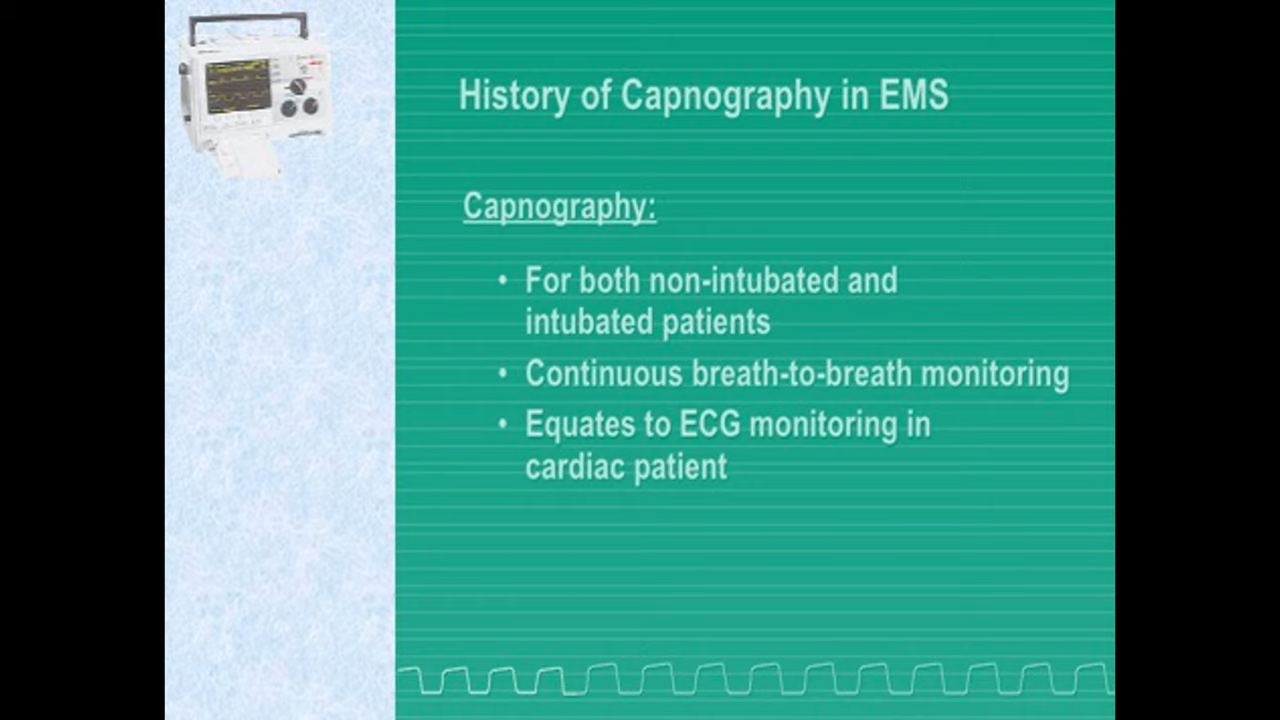 History of Capnography in EMS
Capnography:
• For both non-intubated and
intubated patients
• Continuous breath-to-breath monitoring
• Equates to ECG monitoring in
cardiac patient